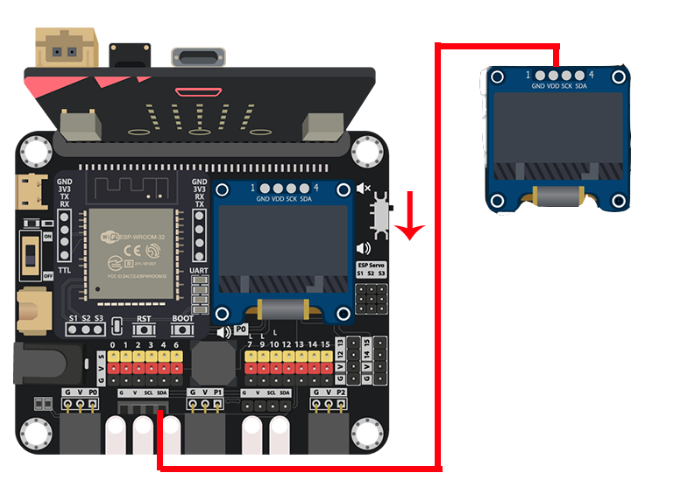 1 4
GND VDD SCK SDA
GND
3V3
TX
RX
GND
3V3
TX
RX
1 4
GND VDD SCK SDA
ESP-WROOM-32
TTL
ON
OFF
UART
ESP Servo
S1 S2 S3
S1 S2 S3
RST
BOOT
P0
L L L
0 1 2 3 4 6
7 9 10 12 13 14 15
G V S
G V 12 13
G V 14 15
G V P0
G V SCL SDA
G V P1
G V SCL SDA
G V P2